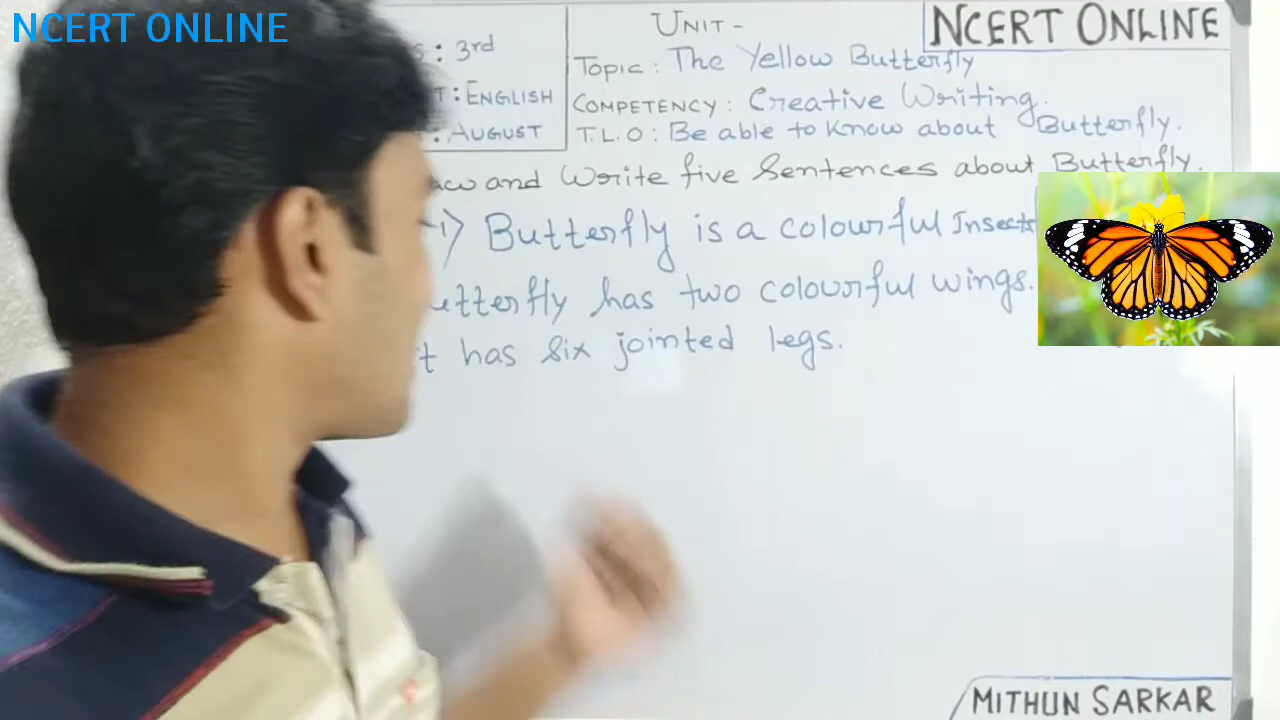 NCERT ONLINE
: 3rd
: ENGLISH
: AUGUST
UNIT -
TOPIC : The Yellow Butterfly
COMPETENCY : Creative Writing.
T.L.O : Be able to know about Butterfly.
NCERT ONLINE
and Write five Sentences about Butterfly.
1) Butterfly is a colourful Insects
utterfly has two colourful wings.
t has six jointed legs.
MITHUN SARKAR